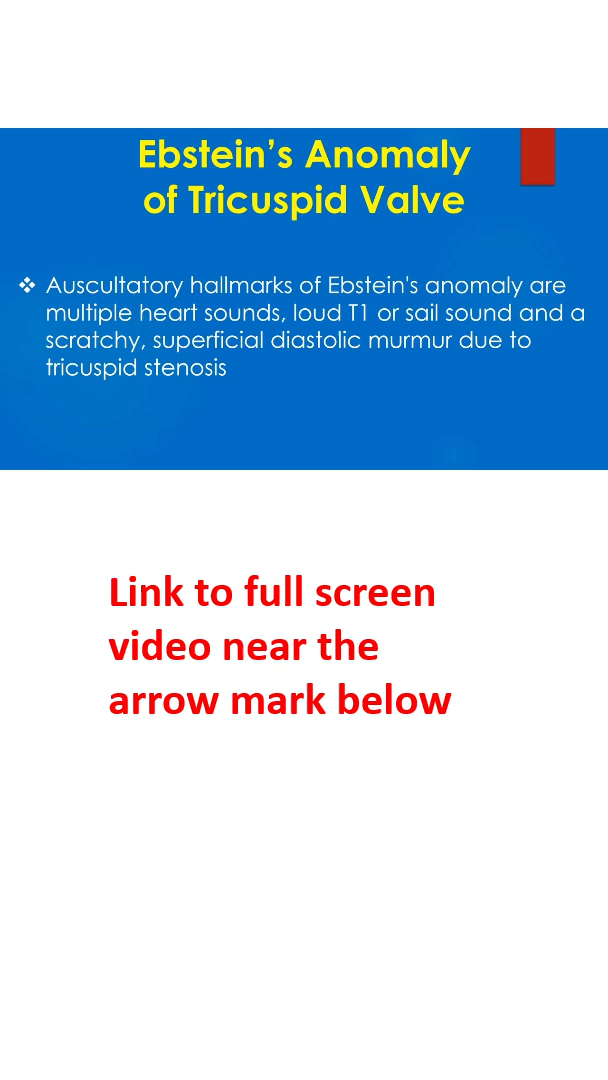 Ebstein’s Anomaly
of Tricuspid Valve
❖ Auscultatory hallmarks of Ebstein's anomaly are
multiple heart sounds, loud T1 or sail sound and a
scratchy, superficial diastolic murmur due to
tricuspid stenosis
Link to full screen
video near the
arrow mark below